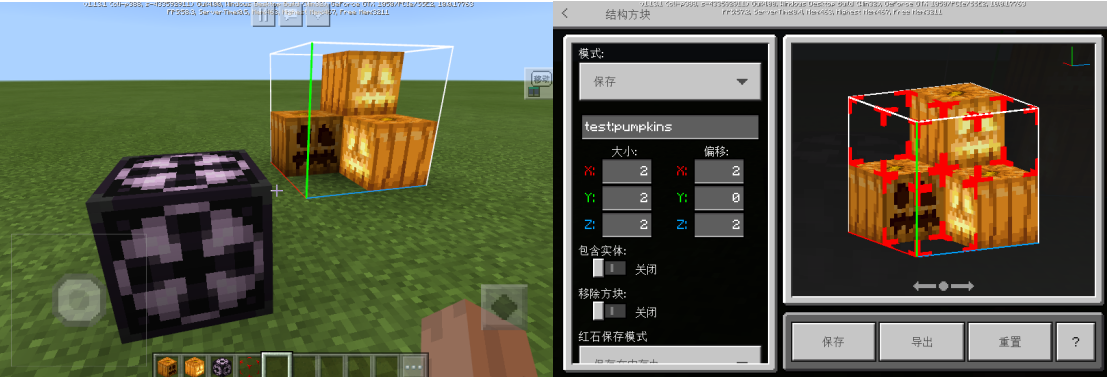 移动
结构方块
模式:
保存
test:pumpkins
大小: 偏移:
X: 2 X: 2
Y: 2 Y: 0
Z: 2 Z: 2
包含实体:
关闭
移除方块:
关闭
红石保存模式
保存 导出 重置 ?